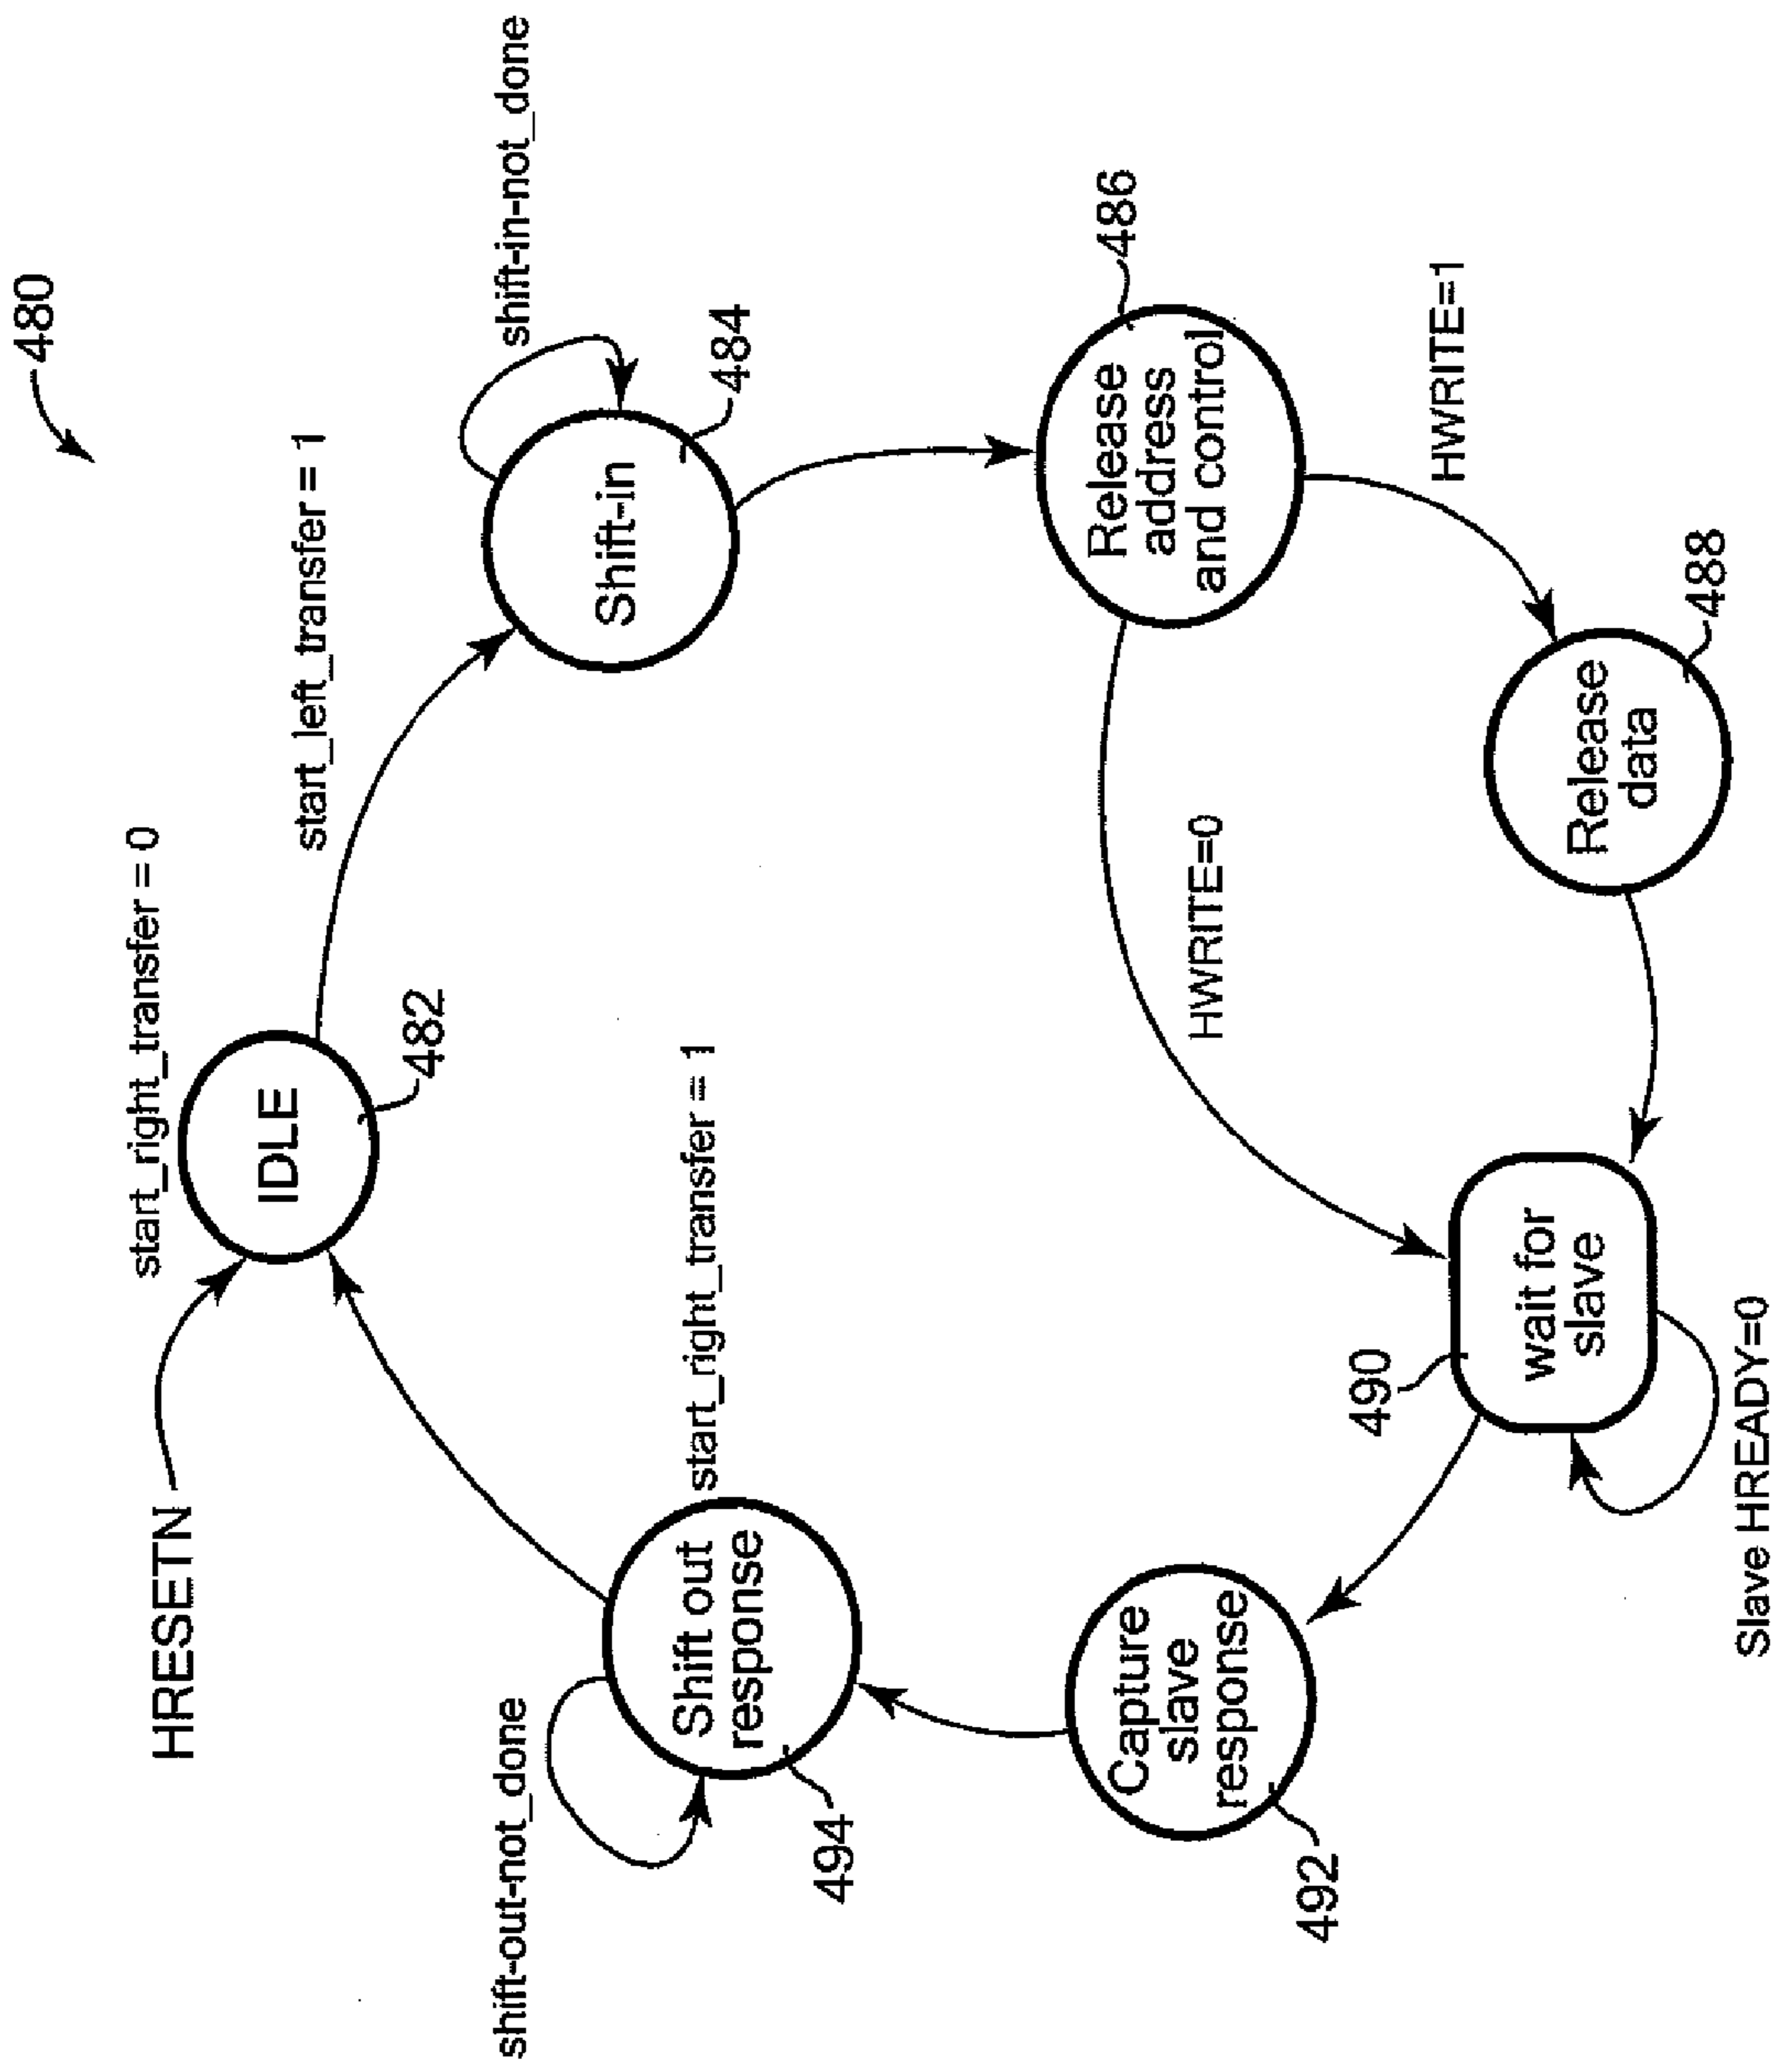 480
start_right_transfer = 0
HRESETN
IDLE
482
start_left_transfer = 1
shift-in-not_done
Shift-in
484
shift-out-not_done
Shift out
response
494
start_right_transfer = 1
Release
address
and control
486
HWRITE=0
HWRITE=1
Capture
slave
response
492
490
wait for
slave
Release
data
488
Slave HREADY=0